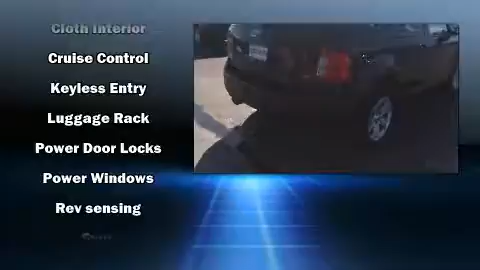 Cloth Interior
Cruise Control
Keyless Entry
Luggage Rack
Power Door Locks
Power Windows
Rev sensing